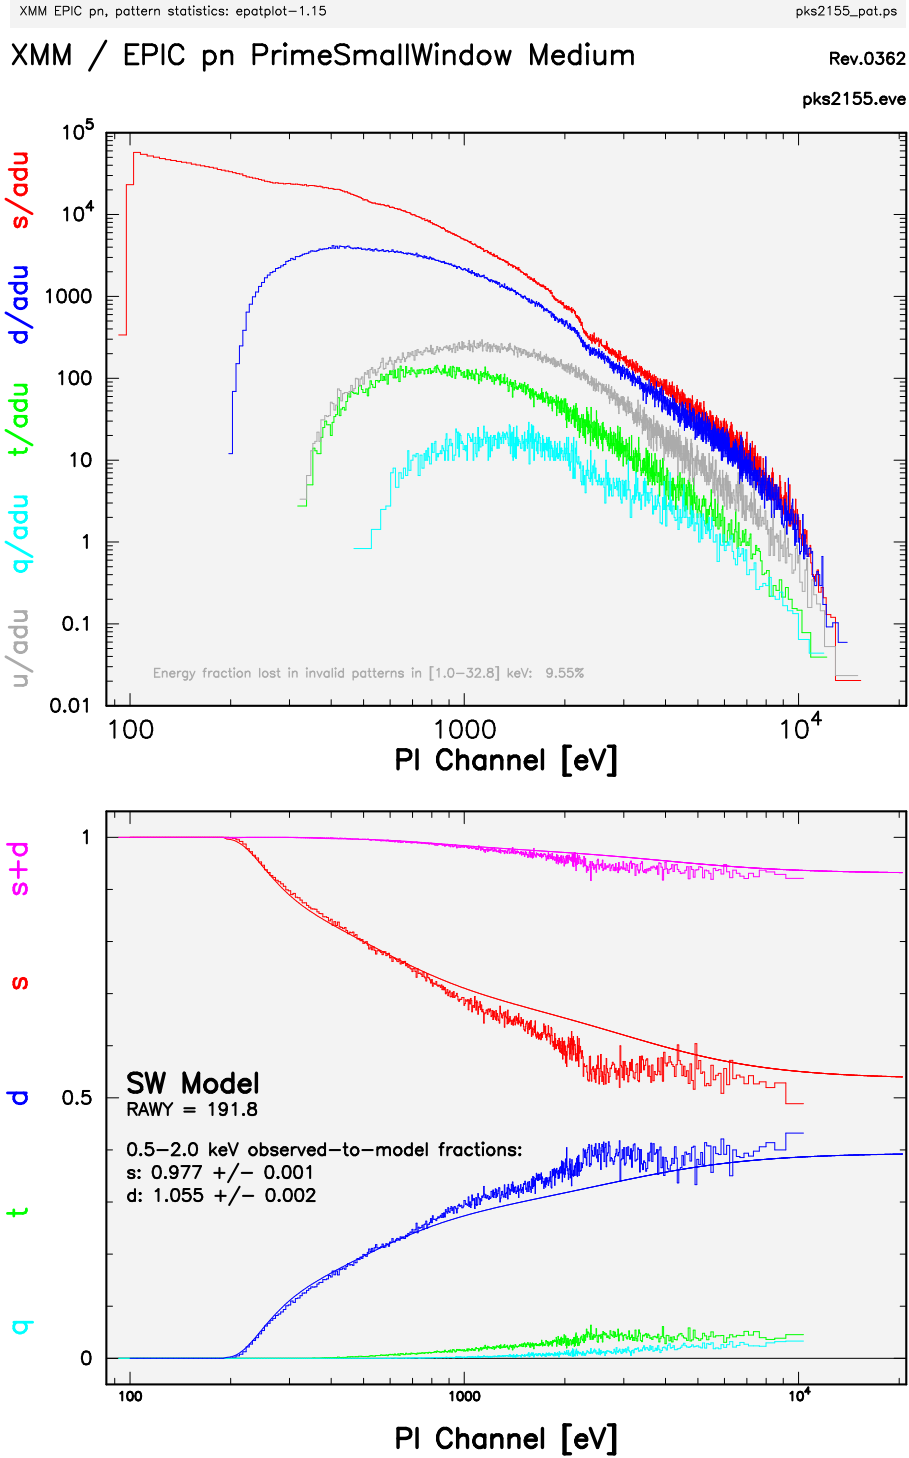 XMM EPIC pn, pattern statistics: epatplot-1.15 pks2155_pat.ps
XMM / EPIC pn PrimeSmallWindow Medium Rev.0362
pks2155.eve
s/adu
d/adu
t/adu
q/adu
u/adu
10^5
10^4
1000
100
10
1
0.1
0.01
Energy fraction lost in invalid patterns in [1.0-32.8] keV: 9.55%
100 1000 10^4
PI Channel [eV]
s+d
s
d
t
q
1
0.5
0
SW Model
RAWY = 191.8
0.5-2.0 keV observed-to-model fractions:
s: 0.977 +/- 0.001
d: 1.055 +/- 0.002
100 1000 10^4
PI Channel [eV]